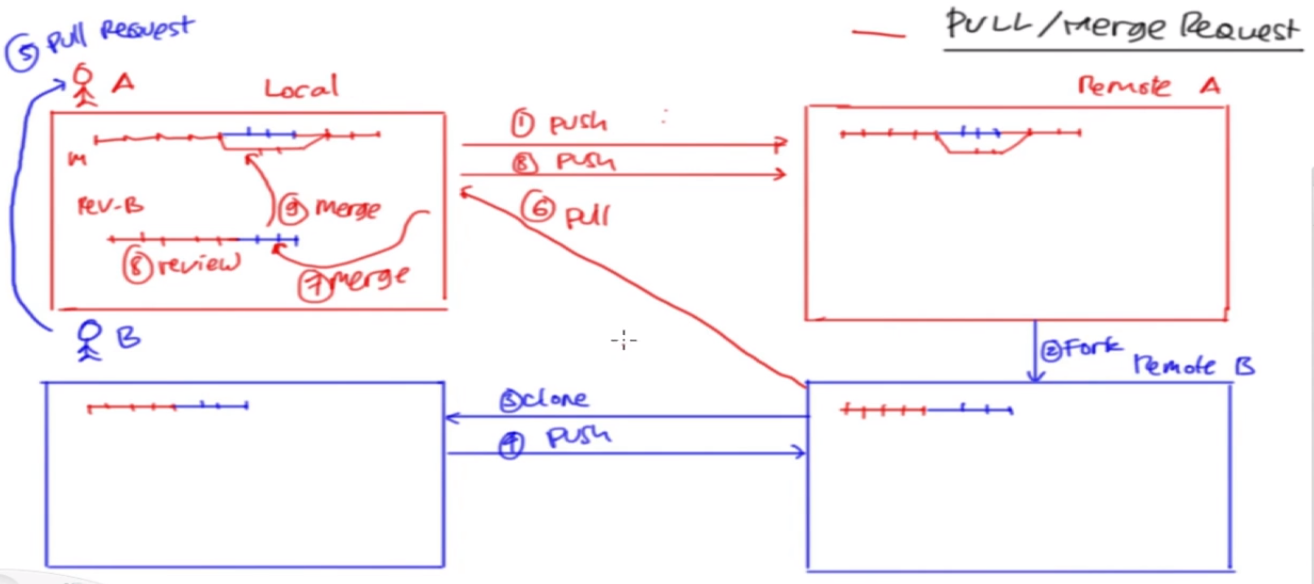 PULL/Merge Request
⑤ Pull Request
A
Local
Remote A
① Push
⑧ Push
m
⑥ Pull
rev-B
⑨ merge
⑧ review
⑦ merge
B
② Fork
Remote B
③ clone
④ Push